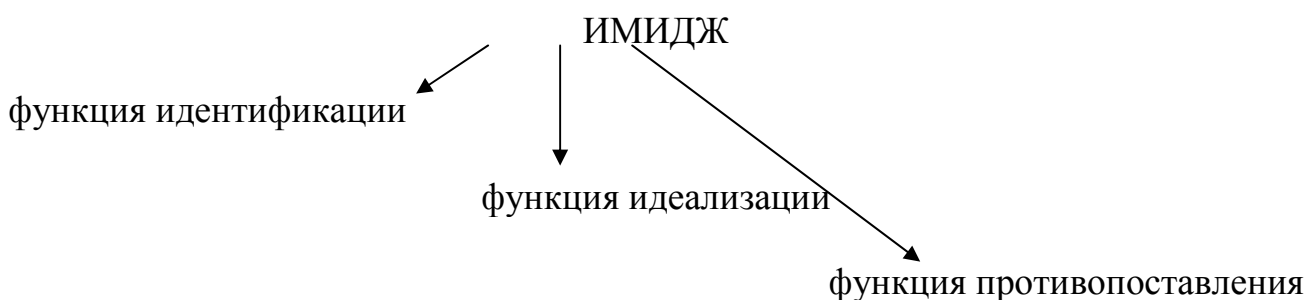 ИМИДЖ
функция идентификации
функция идеализации
функция противопоставления